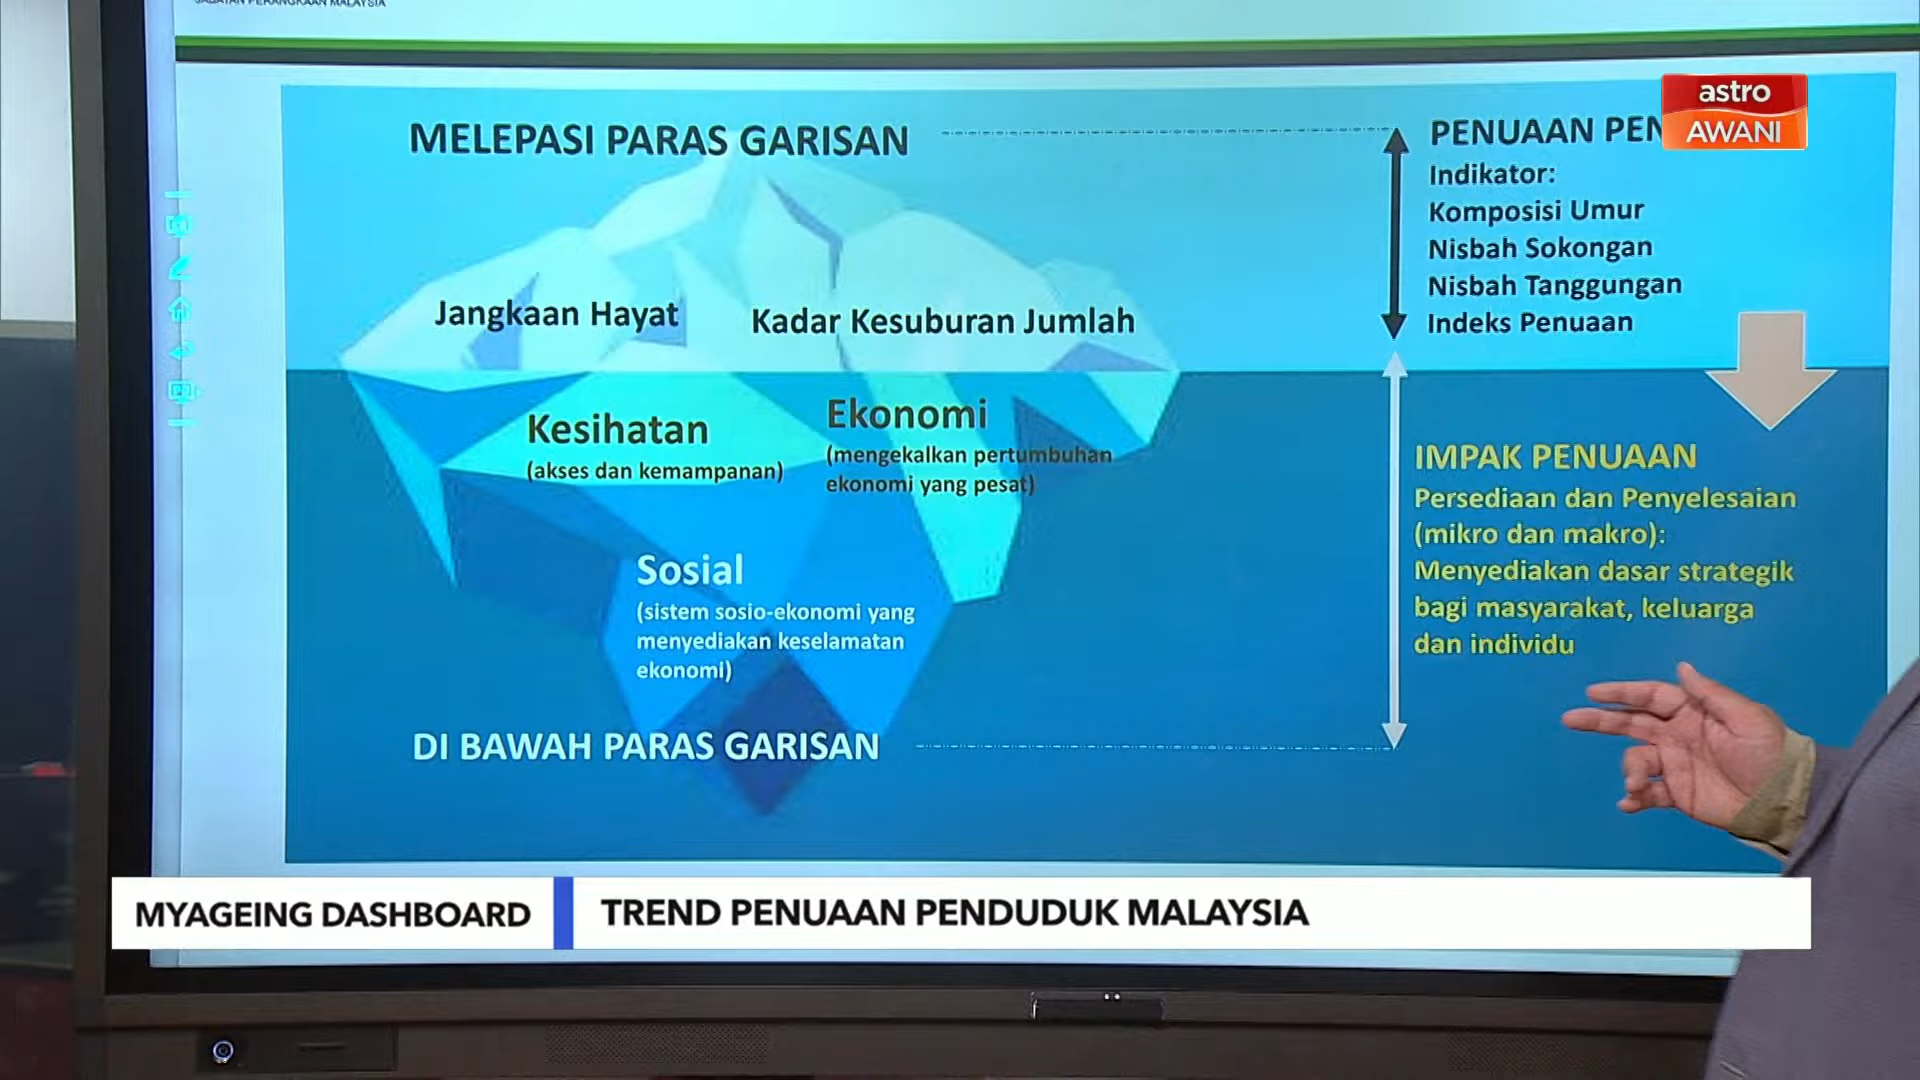 JABATAN PERANGKAAN MALAYSIA
astro
AWANI
MELEPASI PARAS GARISAN
Jangkaan Hayat
Kadar Kesuburan Jumlah
PENUAAN
Indikator:
Komposisi Umur
Nisbah Sokongan
Nisbah Tanggungan
Indeks Penuaan
Kesihatan
(akses dan kemampanan)
Ekonomi
(mengekalkan pertumbuhan
ekonomi yang pesat)
Sosial
(sistem sosio-ekonomi yang
menyediakan keselamatan
ekonomi)
DI BAWAH PARAS GARISAN
IMPAK PENUAAN
Persediaan dan Penyelesaian
(mikro dan makro):
Menyediakan dasar strategik
bagi masyarakat, keluarga
dan individu
MYAGEING DASHBOARD
TREND PENUAAN PENDUDUK MALAYSIA